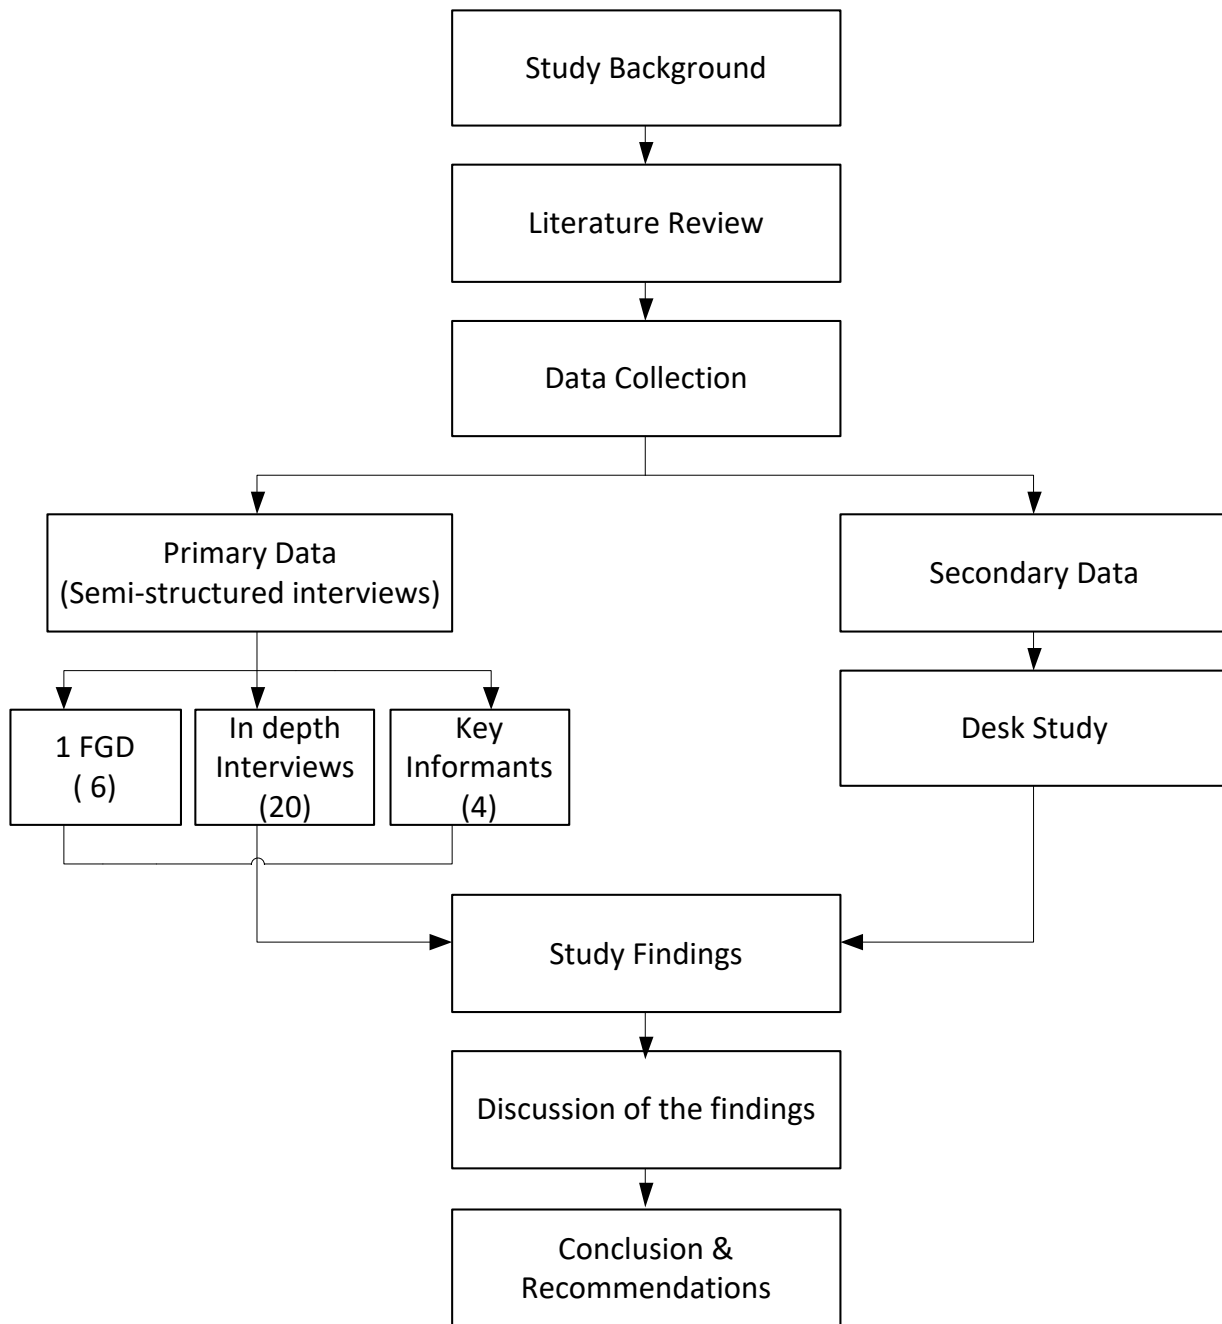 Study Background
Literature Review
Data Collection
Primary Data
(Semi-structured interviews)
Secondary Data
1 FGD
( 6)
In depth
Interviews
(20)
Key
Informants
(4)
Desk Study
Study Findings
Discussion of the findings
Conclusion &
Recommendations